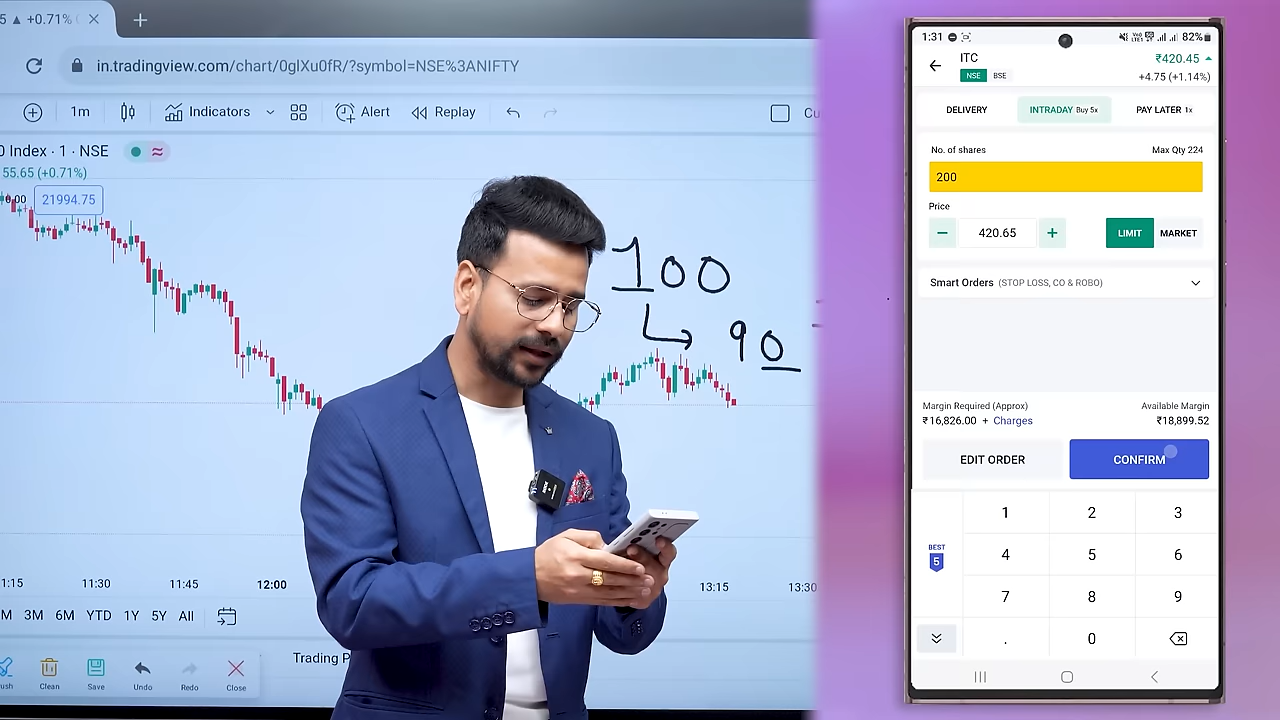 5 ▲ +0.71%
in.tradingview.com/chart/0glXu0fR/?symbol=NSE%3ANIFTY
1m
Indicators
Alert
Replay
Cu
0 Index · 1 · NSE
55.65 (+0.71%)
21994.75
100
90
1:15
11:30
11:45
12:00
13:15
13:30
M
3M
6M
YTD
1Y
5Y
All
Clean
Save
Undo
Redo
Close
Trading P
1:31
82%
ITC
₹420.45
NSE
BSE
+4.75 (+1.14%)
DELIVERY
INTRADAY Buy 5x
PAY LATER 1x
No. of shares
Max Qty 224
200
Price
− 420.65 +
LIMIT
MARKET
Smart Orders (STOP LOSS, CO & ROBO)
Margin Required (Approx)
Available Margin
₹16,826.00 + Charges
₹18,899.52
EDIT ORDER
CONFIRM
1 2 3
BEST
5
4 5 6
7 8 9
. 0